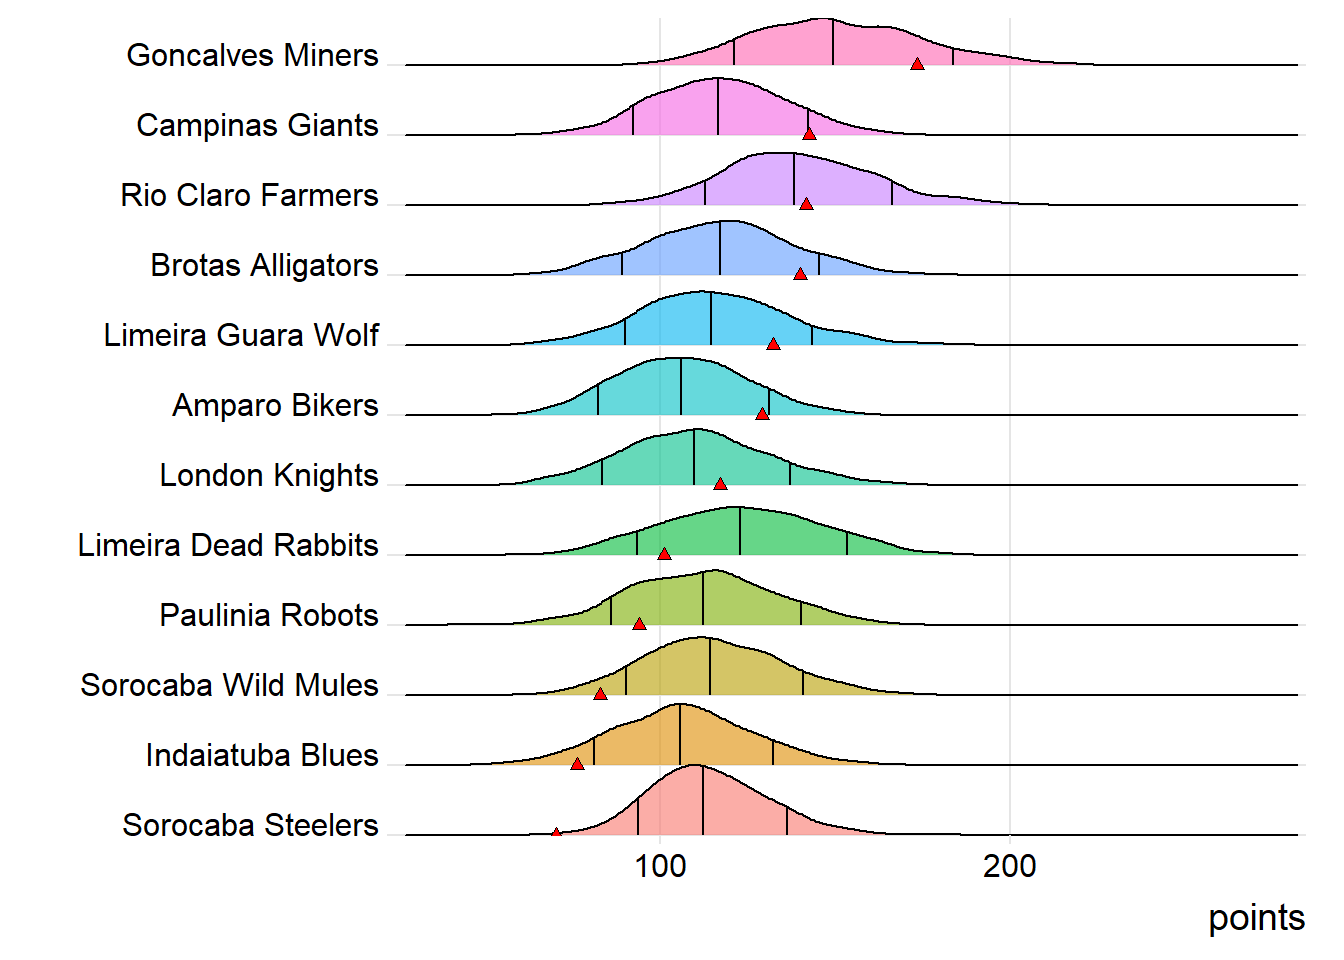 Goncalves Miners
Campinas Giants
Rio Claro Farmers
Brotas Alligators
Limeira Guara Wolf
Amparo Bikers
London Knights
Limeira Dead Rabbits
Paulinia Robots
Sorocaba Wild Mules
Indaiatuba Blues
Sorocaba Steelers
100 200
points